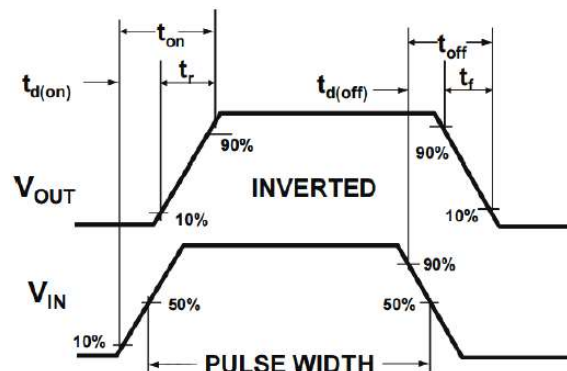 t_on t_off
t_d(on) t_r t_d(off) t_f
90% 90%
V_OUT INVERTED
10% 10%
90%
V_IN 50% 50%
10%
PULSE WIDTH